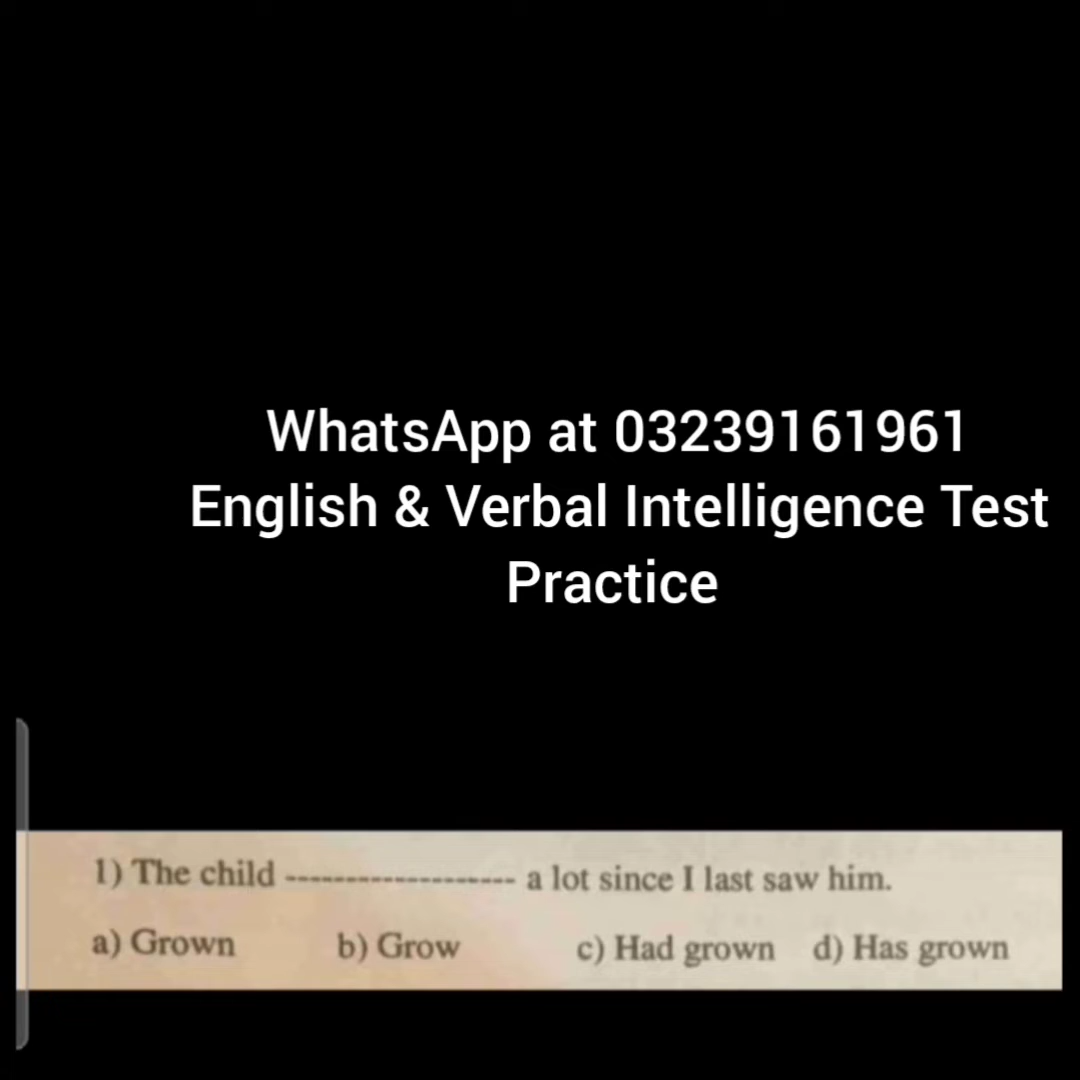 WhatsApp at 03239161961
English & Verbal Intelligence Test
Practice
1) The child ------------------- a lot since I last saw him.
a) Grown b) Grow c) Had grown d) Has grown